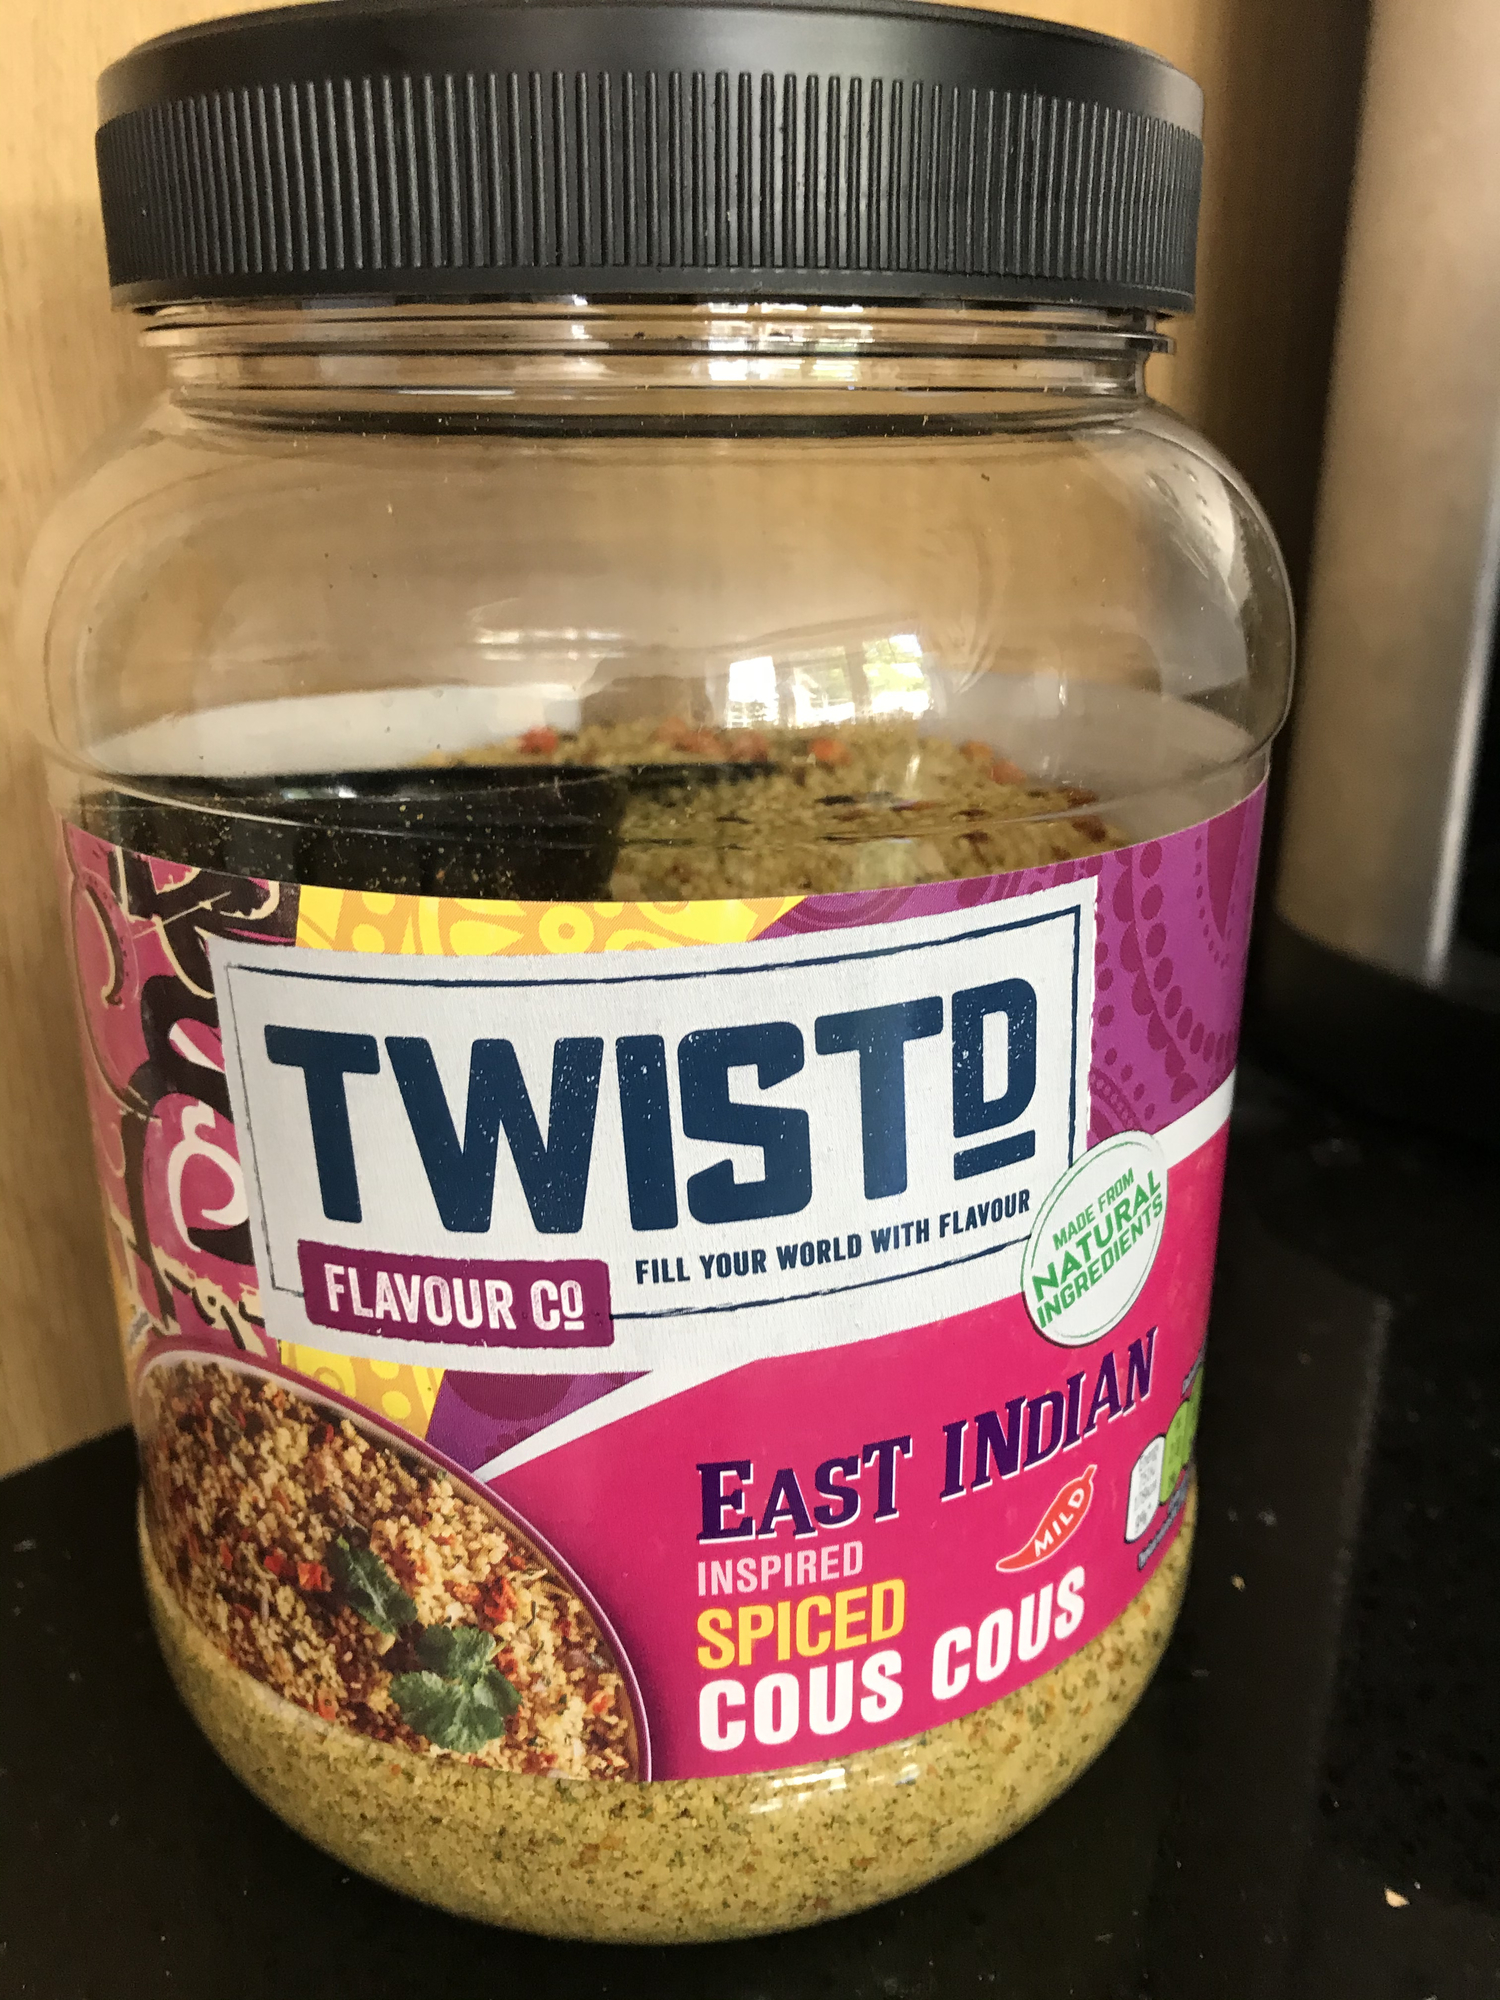 TWISTD
FLAVOUR CO
FILL YOUR WORLD WITH FLAVOUR
MADE FROM
NATURAL
INGREDIENTS
EAST INDIAN
INSPIRED
MILD
SPICED
COUS COUS